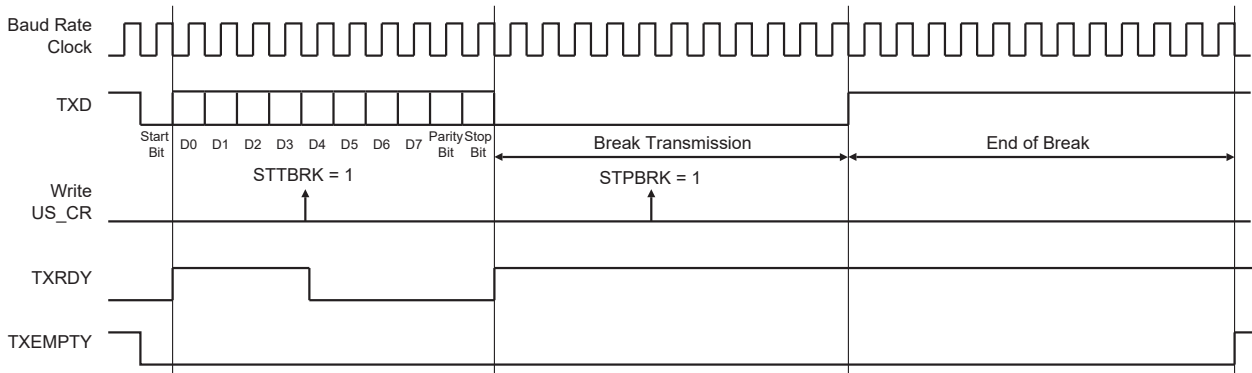 Baud Rate
Clock
TXD
Start
Bit
D0 D1 D2 D3 D4 D5 D6 D7
Parity
Bit
Stop
Bit
Break Transmission
End of Break
STTBRK = 1
STPBRK = 1
Write
US_CR
TXRDY
TXEMPTY